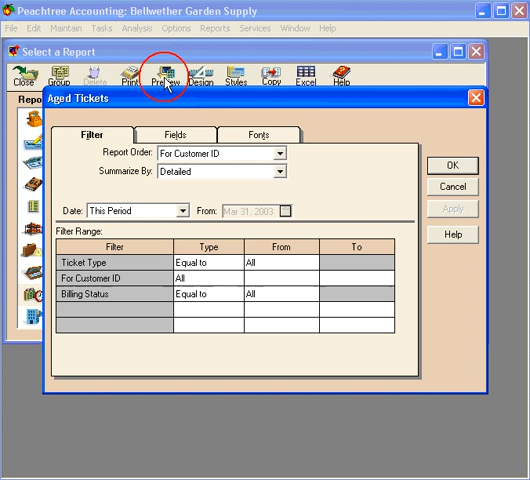 Peachtree Accounting: Bellwether Garden Supply
File Edit Maintain Tasks Analysis Options Reports Services Window Help
Select a Report
Close Group Delete Print Preview Design Styles Copy Excel Help
Repo
Aged Tickets
Filter Fields Fonts
Report Order: For Customer ID
Summarize By: Detailed
OK
Cancel
Apply
Help
Date: This Period From: Mar 31, 2003
Filter Range:
Filter Type From To
Ticket Type Equal to All
For Customer ID All
Billing Status Equal to All